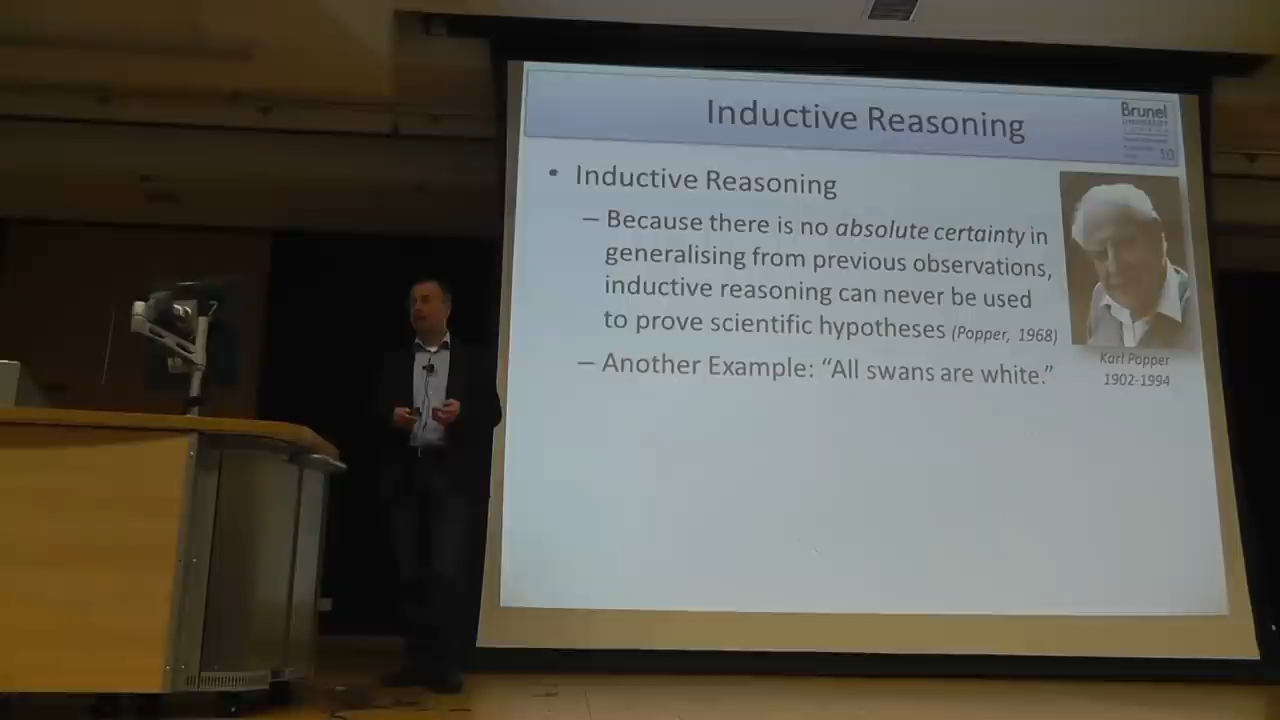 Inductive Reasoning
Brunel
UNIVERSITY
10
• Inductive Reasoning
– Because there is no absolute certainty in
generalising from previous observations,
inductive reasoning can never be used
to prove scientific hypotheses (Popper, 1968)
– Another Example: “All swans are white.”
Karl Popper
1902-1994